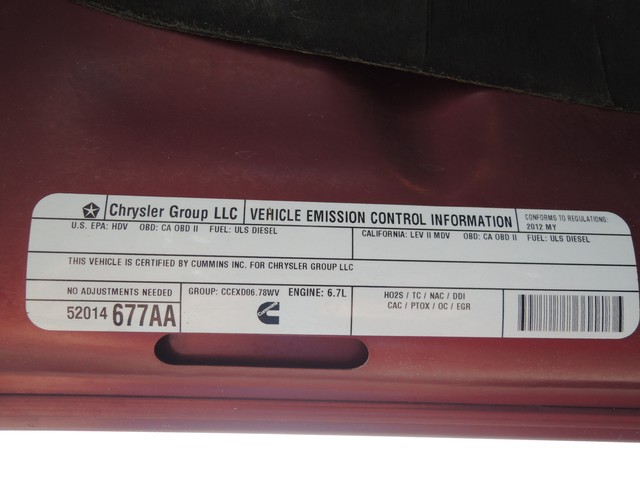 Chrysler Group LLC VEHICLE EMISSION CONTROL INFORMATION CONFORMS TO REGULATIONS:
2012 MY
U.S. EPA: HDV OBD: CA OBD II FUEL: ULS DIESEL
CALIFORNIA: LEV II MDV OBD: CA OBD II FUEL: ULS DIESEL
THIS VEHICLE IS CERTIFIED BY CUMMINS INC. FOR CHRYSLER GROUP LLC
NO ADJUSTMENTS NEEDED
52014 677AA
GROUP: CCEXD06.78WV ENGINE: 6.7L
HO2S / TC / NAC / DDI
CAC / PTOX / OC / EGR